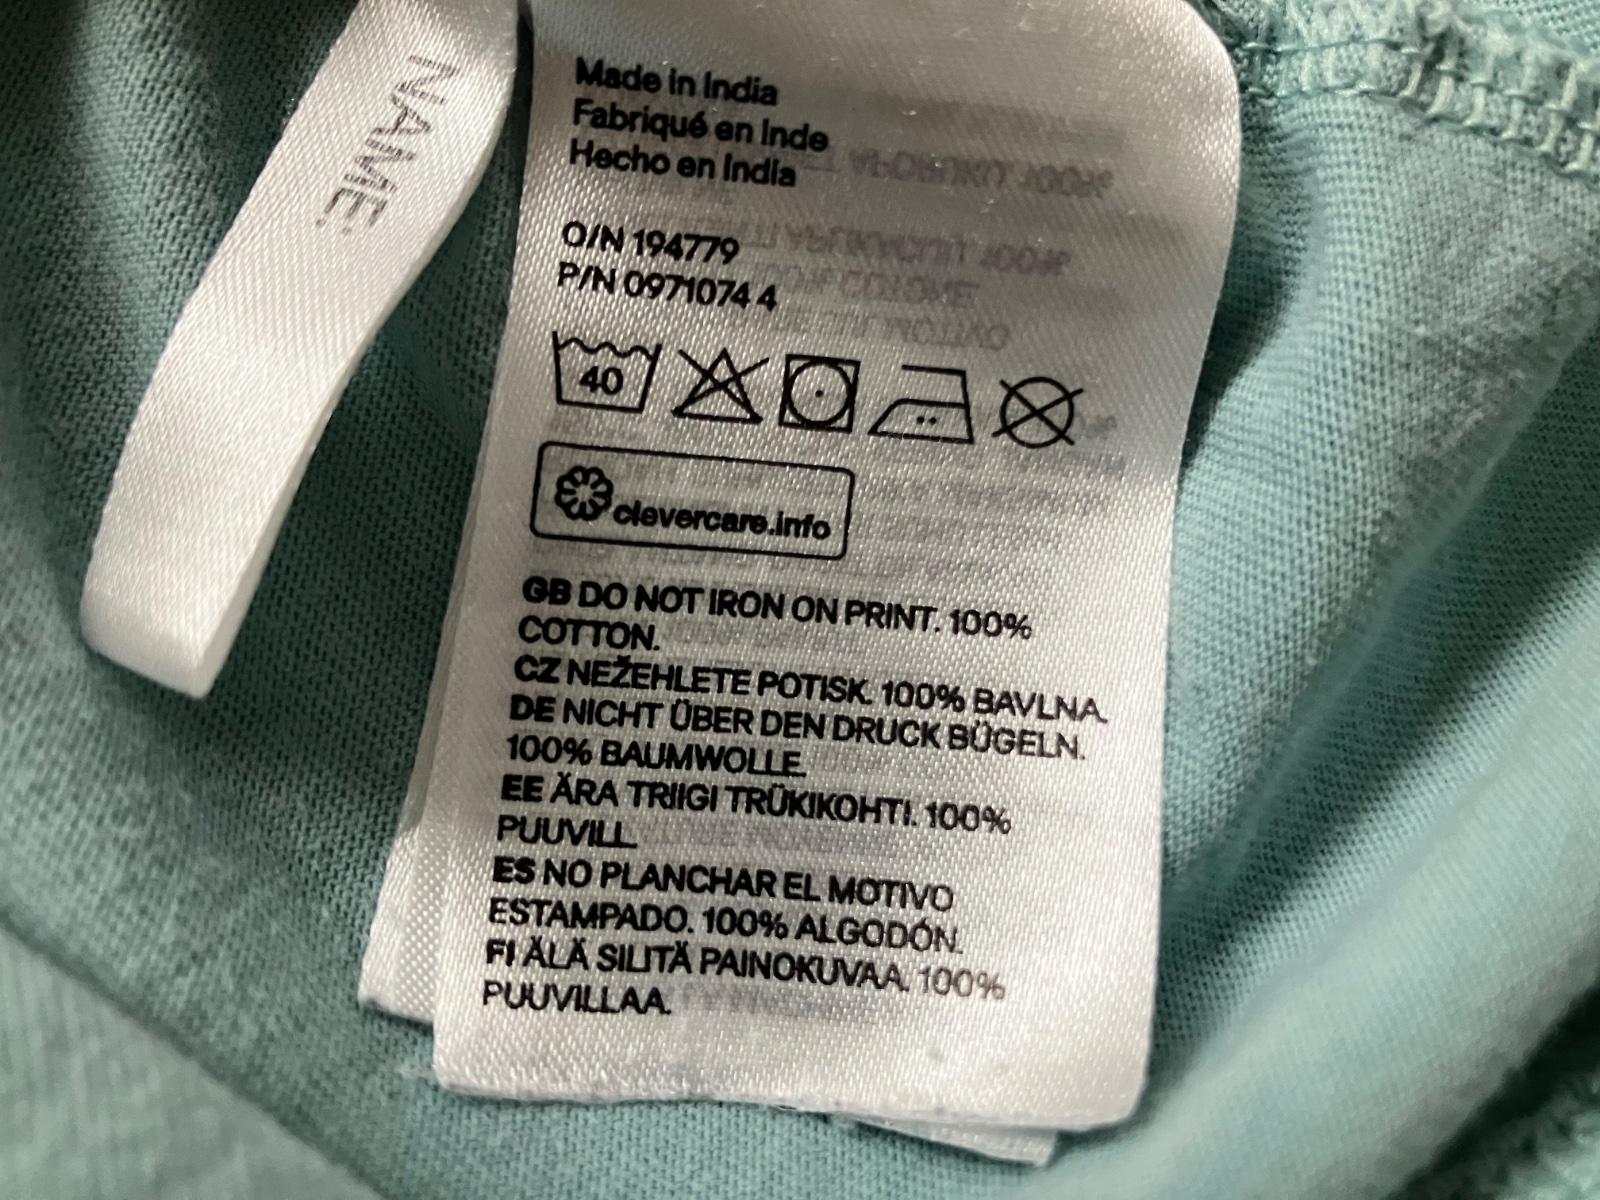 NAME:
Made in India
Fabriqué en Inde
Hecho en India
O/N 194779
P/N 0971074 4
40
clevercare.info
GB DO NOT IRON ON PRINT. 100%
COTTON.
CZ NEŽEHLETE POTISK. 100% BAVLNA.
DE NICHT ÜBER DEN DRUCK BÜGELN.
100% BAUMWOLLE.
EE ÄRA TRIIGI TRÜKIKOHTI. 100%
PUUVILL.
ES NO PLANCHAR EL MOTIVO
ESTAMPADO. 100% ALGODÓN.
FI ÄLÄ SILITÄ PAINOKUVAA. 100%
PUUVILLAA.